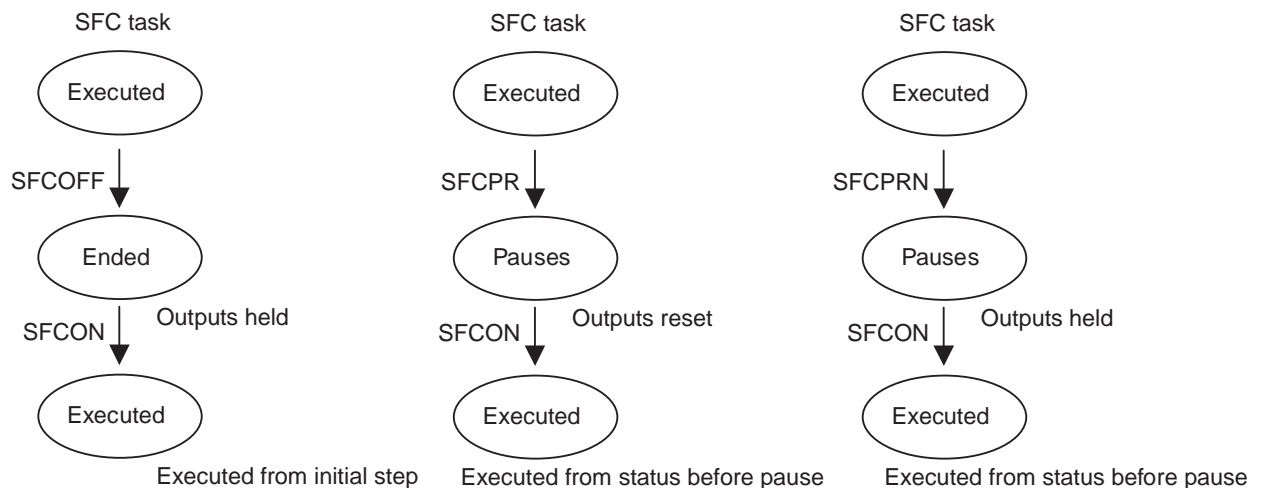 SFC task
Executed
SFCOFF
Ended
Outputs held
SFCON
Executed
Executed from initial step
SFC task
Executed
SFCPR
Pauses
Outputs reset
SFCON
Executed
Executed from status before pause
SFC task
Executed
SFCPRN
Pauses
Outputs held
SFCON
Executed
Executed from status before pause